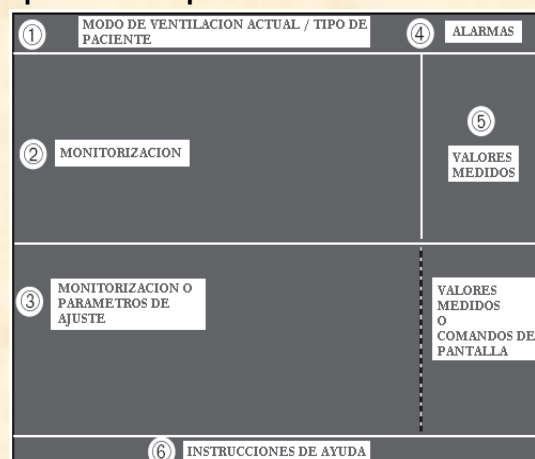 ① MODO DE VENTILACION ACTUAL / TIPO DE
PACIENTE
④ ALARMAS
② MONITORIZACION
⑤
VALORES
MEDIDOS
③ MONITORIZACION O
PARAMETROS DE
AJUSTE
VALORES
MEDIDOS
O
COMANDOS DE
PANTALLA
⑥ INSTRUCCIONES DE AYUDA